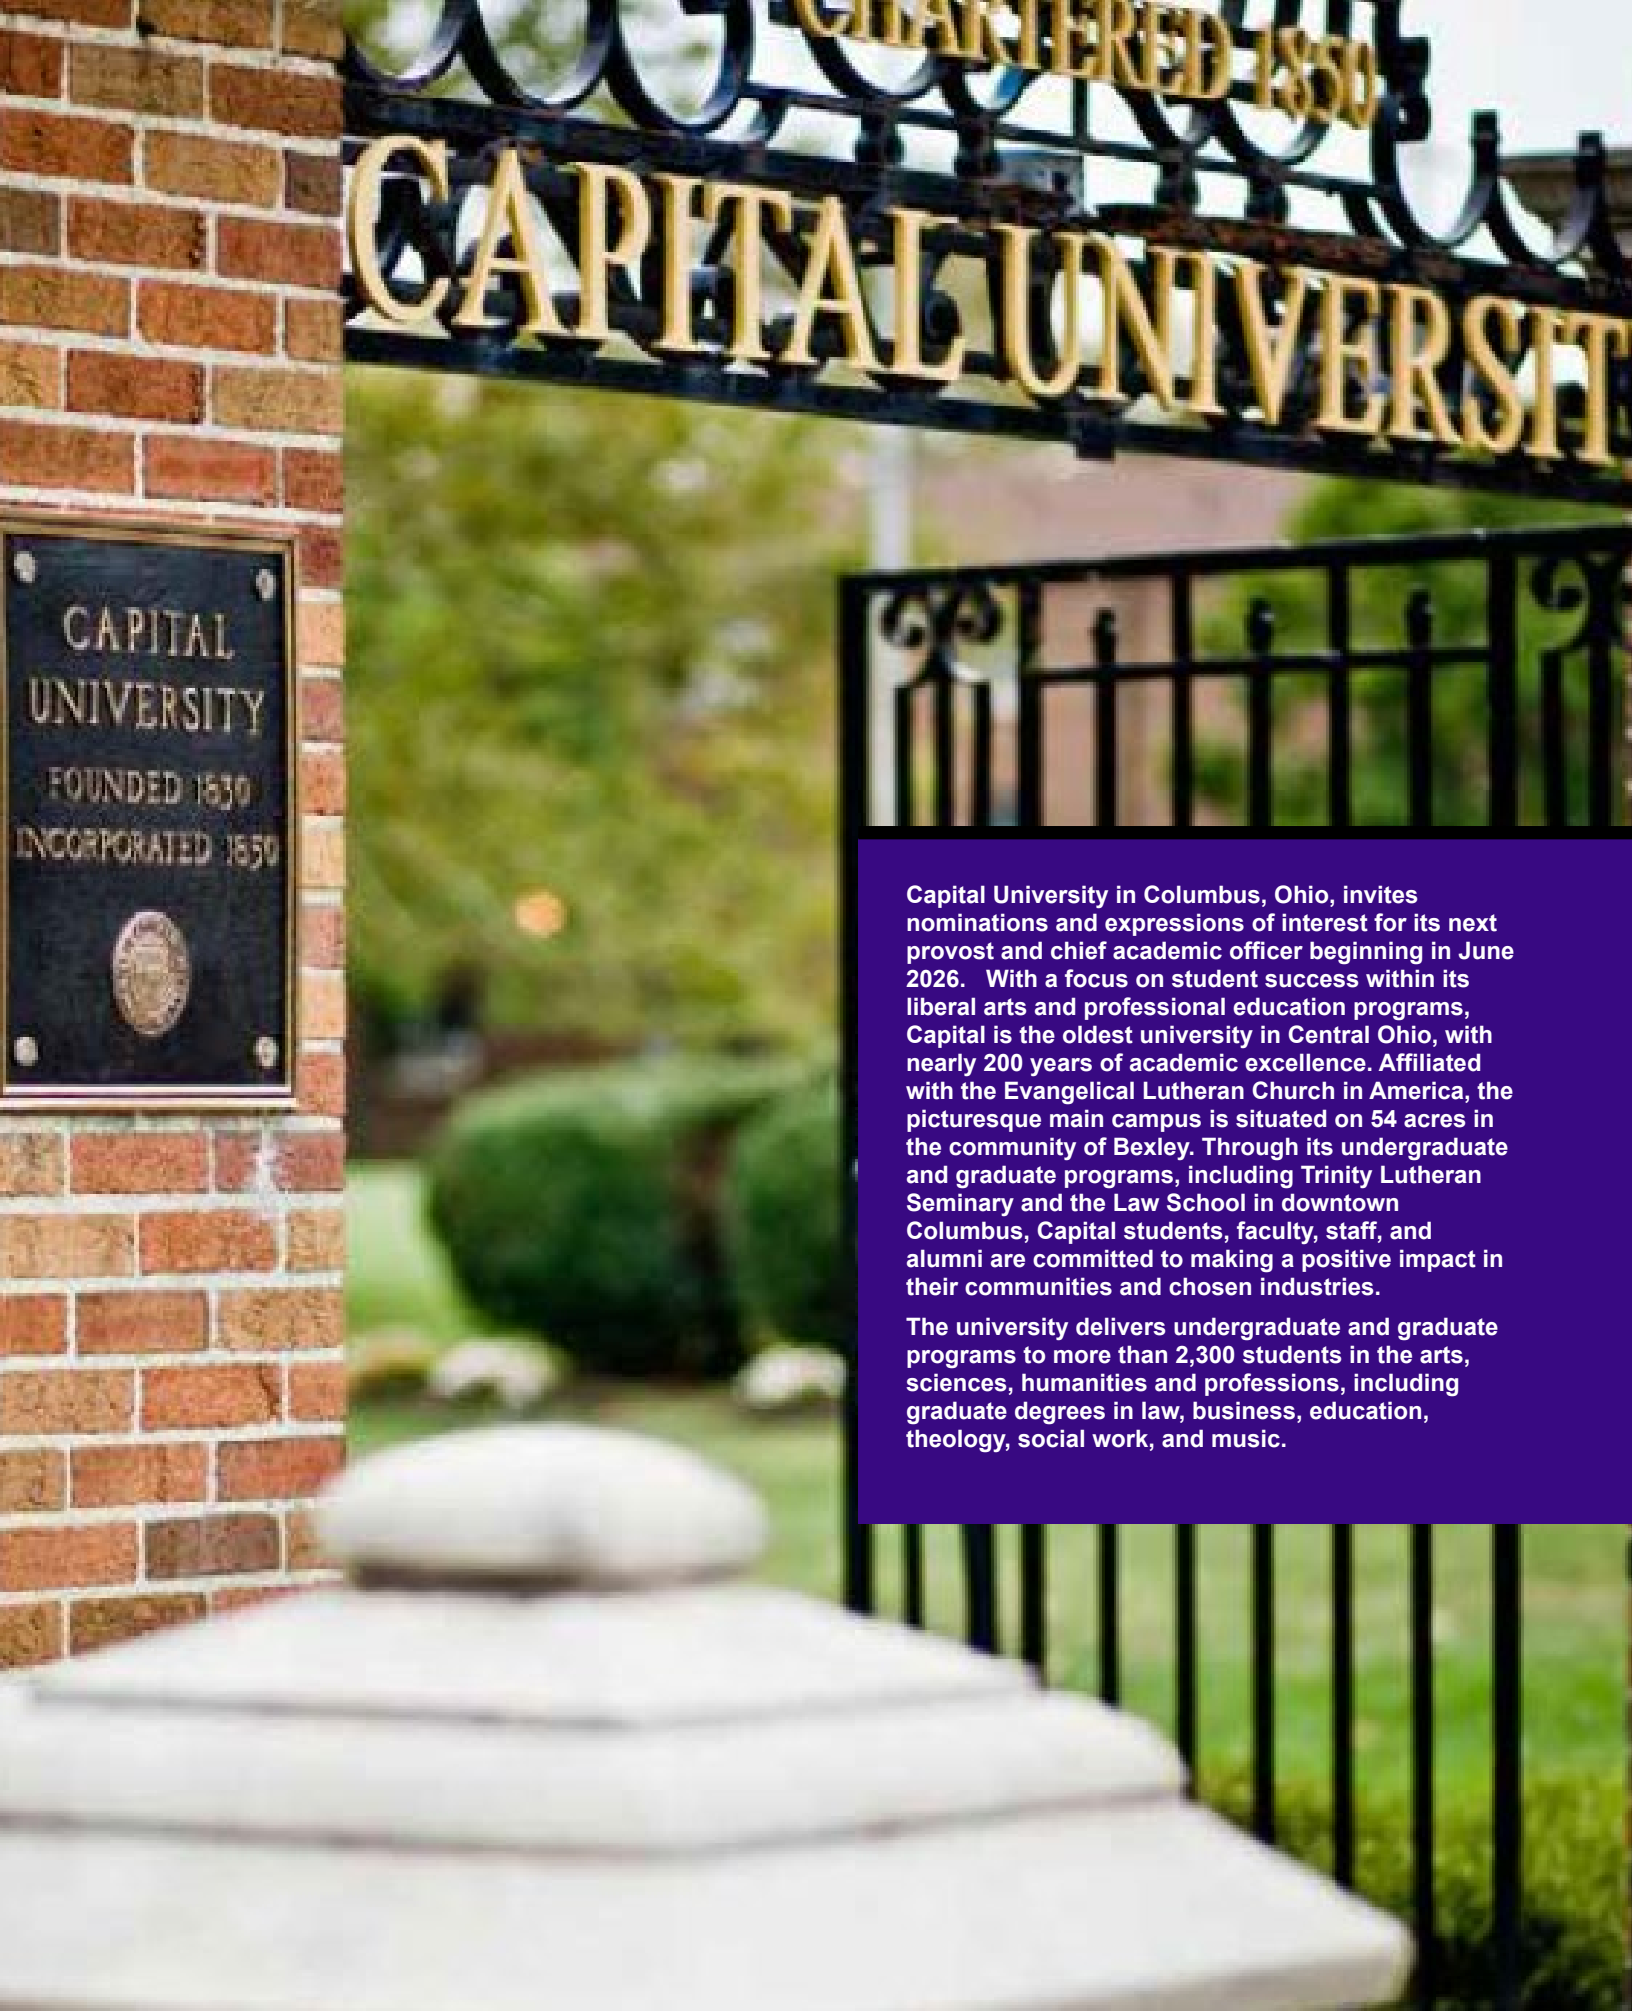 CHARTERED 1850
CAPITAL UNIVERSIT
CAPITAL
UNIVERSITY
FOUNDED 1830
INCORPORATED 1850
Capital University in Columbus, Ohio, invites
nominations and expressions of interest for its next
provost and chief academic officer beginning in June
2026.   With a focus on student success within its
liberal arts and professional education programs,
Capital is the oldest university in Central Ohio, with
nearly 200 years of academic excellence. Affiliated
with the Evangelical Lutheran Church in America, the
picturesque main campus is situated on 54 acres in
the community of Bexley. Through its undergraduate
and graduate programs, including Trinity Lutheran
Seminary and the Law School in downtown
Columbus, Capital students, faculty, staff, and
alumni are committed to making a positive impact in
their communities and chosen industries.
The university delivers undergraduate and graduate
programs to more than 2,300 students in the arts,
sciences, humanities and professions, including
graduate degrees in law, business, education,
theology, social work, and music.